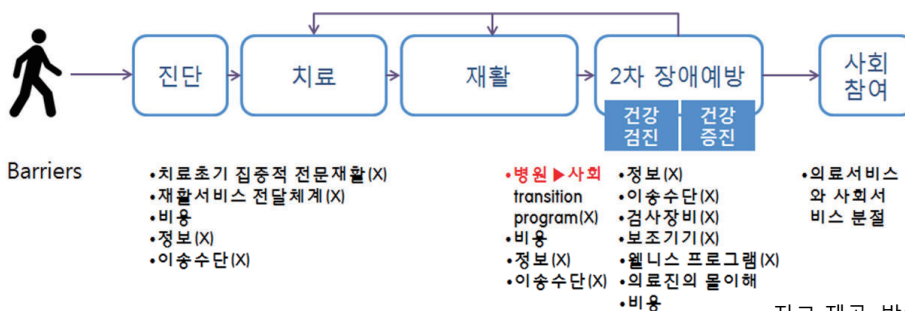 진단
치료
재활
2차 장애예방
건강
검진
건강
증진
사회
참여
Barriers
•치료초기 집중적 전문재활(X)
•재활서비스 전달체계(X)
•비용
•정보(X)
•이송수단(X)
•병원▶사회
transition
program(X)
•비용
•정보(X)
•이송수단(X)
•정보(X)
•이송수단(X)
•검사장비(X)
•보조기기(X)
•웰니스 프로그램(X)
•의료진의 몰이해
•비용
•의료서비스
와 사회서
비스 분절